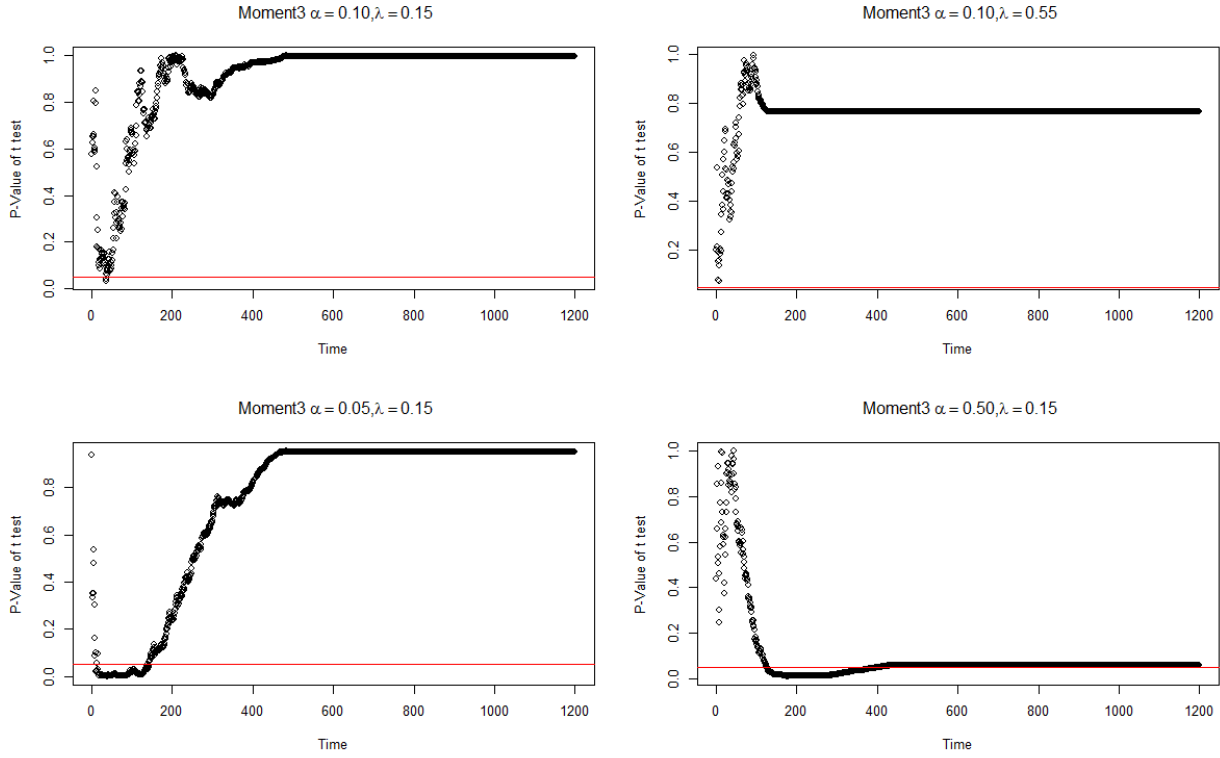 Moment3 α = 0.10,λ = 0.15
P-Value of t test
1.0
0.8
0.6
0.4
0.2
0.0
0 200 400 600 800 1000 1200
Time
Moment3 α = 0.10,λ = 0.55
P-Value of t test
1.0
0.8
0.6
0.4
0.2
0 200 400 600 800 1000 1200
Time
Moment3 α = 0.05,λ = 0.15
P-Value of t test
0.8
0.6
0.4
0.2
0.0
0 200 400 600 800 1000 1200
Time
Moment3 α = 0.50,λ = 0.15
P-Value of t test
1.0
0.8
0.6
0.4
0.2
0.0
0 200 400 600 800 1000 1200
Time